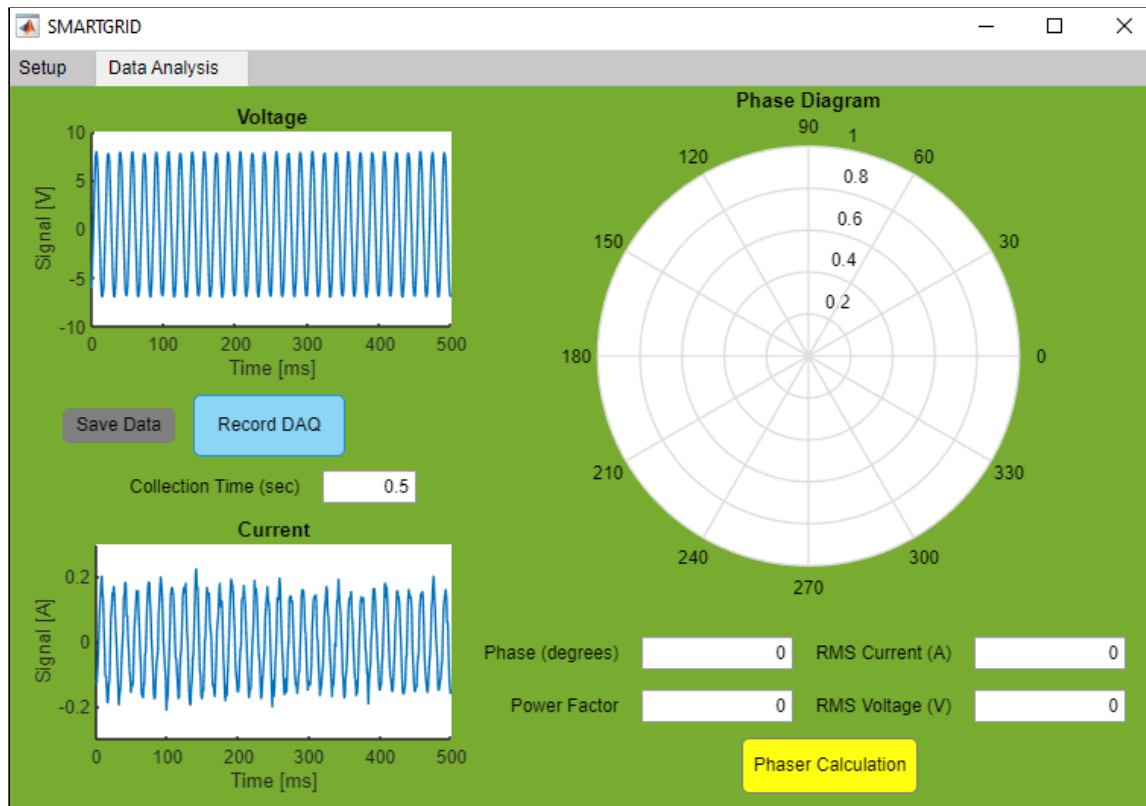 SMARTGRID
Setup Data Analysis
Voltage
10
5
0
-5
-10
Signal [V]
0 100 200 300 400 500
Time [ms]
Save Data Record DAQ
Collection Time (sec) 0.5
Current
0.2
0
-0.2
Signal [A]
0 100 200 300 400 500
Time [ms]
Phase Diagram
90
1
120 60
0.8
0.6
150 30
0.4
0.2
180 0
210 330
240 300
270
Phase (degrees) 0 RMS Current (A) 0
Power Factor 0 RMS Voltage (V) 0
Phaser Calculation